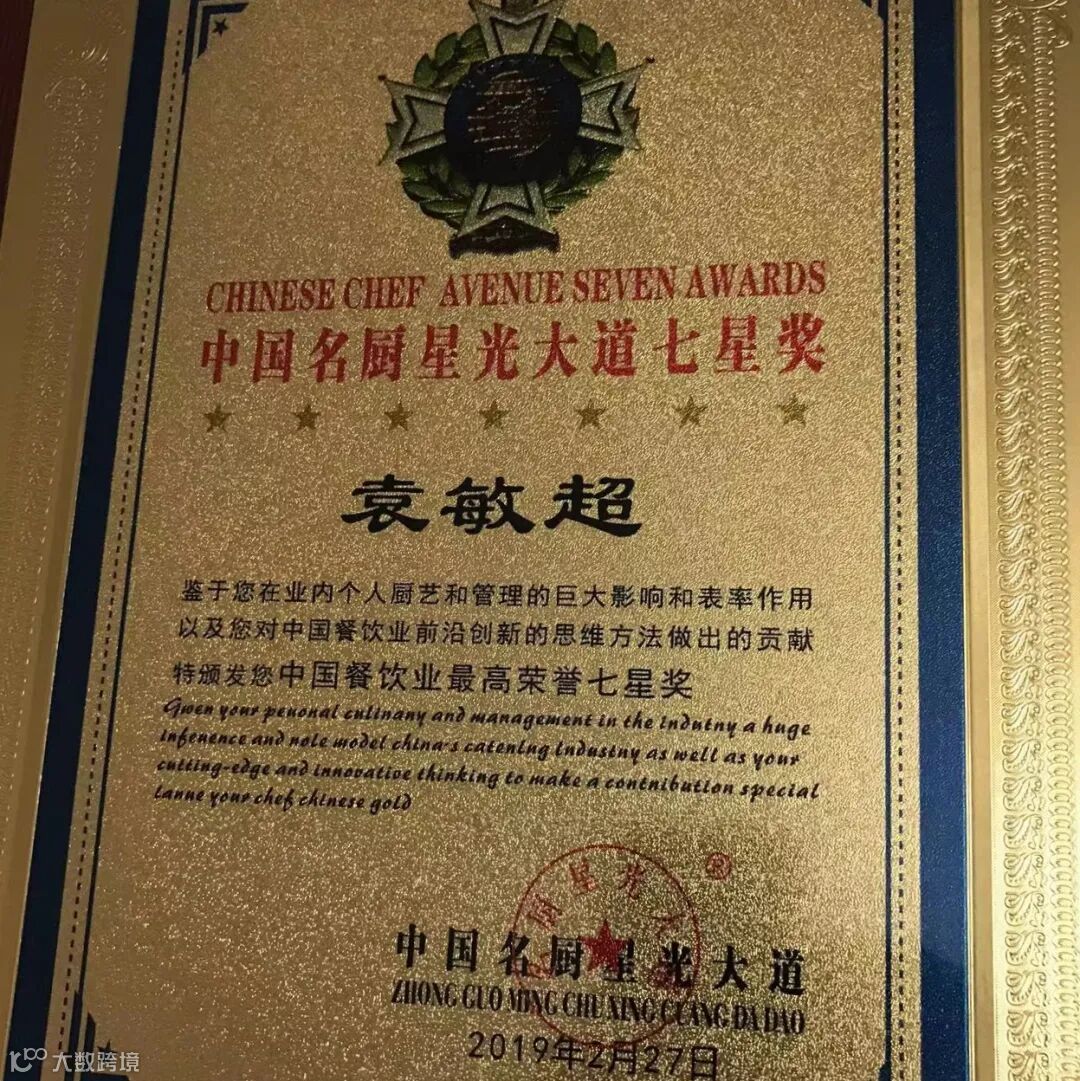 CHINESE CHEF AVENUE SEVEN AWARDS
中国名厨星光大道七星奖
袁敏超
鉴于您在业内个人厨艺和管理的巨大影响和表率作用
以及您对中国餐饮业前沿创新的思维方法做出的贡献
特颁发您中国餐饮业最高荣誉七星奖
Gwen your peuonal culinany and management in the indutny a huge
infeuence and nole model china's catening industny as well as your
cutting-edge and innovative thinking to make a contnibution special
lanne your chef chinese gold
厨星光大
®
中国名厨星光大道
ZHONG GUO MING CHU XING GUANG DA DAO
2019年2月27日
大数跨境